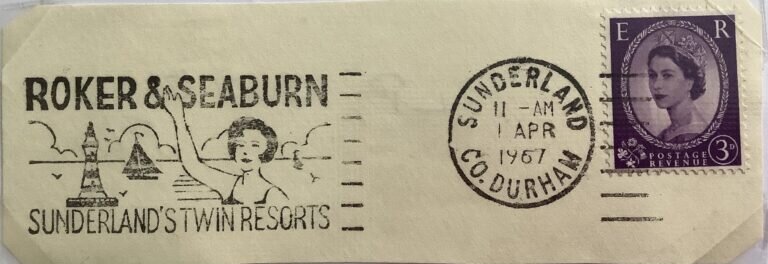 ROKER & SEABURN
SUNDERLAND'S TWIN RESORTS
SUNDERLAND
11 - AM
1 APR
1967
CO. DURHAM
E R
3D
POSTAGE
REVENUE